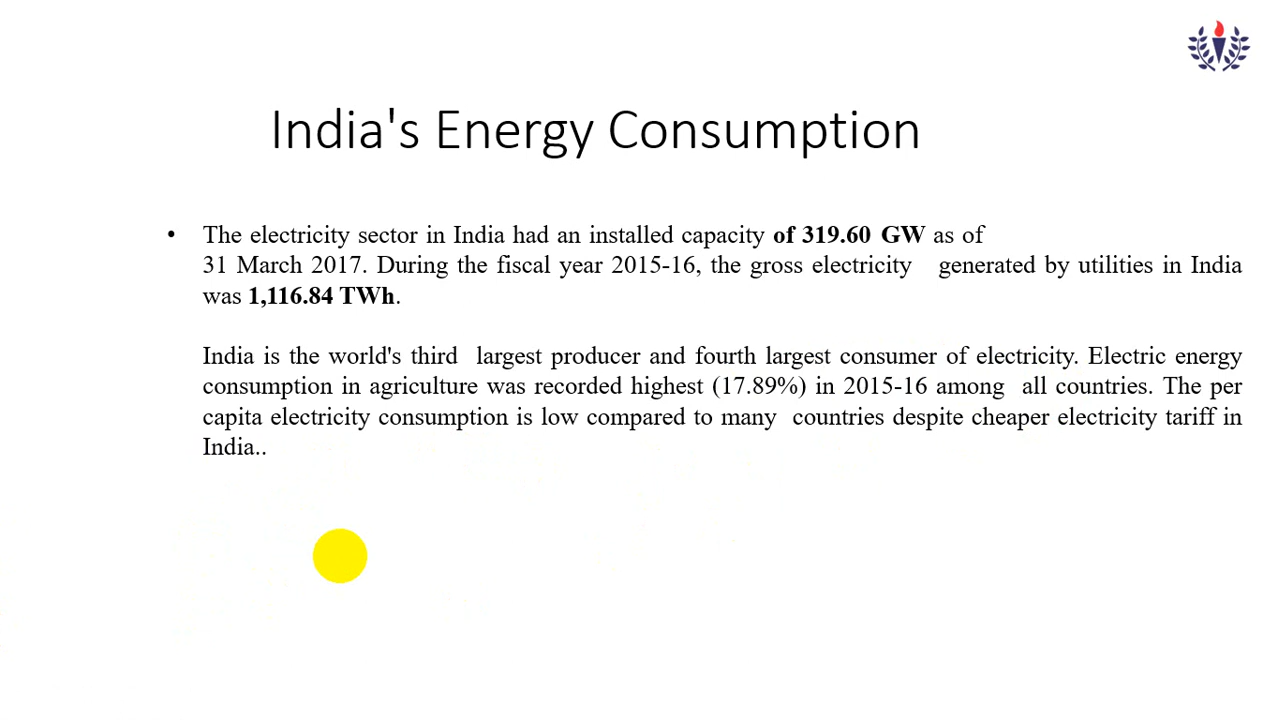 India's Energy Consumption
• The electricity sector in India had an installed capacity of 319.60 GW as of
31 March 2017. During the fiscal year 2015-16, the gross electricity generated by utilities in India
was 1,116.84 TWh.
India is the world's third largest producer and fourth largest consumer of electricity. Electric energy
consumption in agriculture was recorded highest (17.89%) in 2015-16 among all countries. The per
capita electricity consumption is low compared to many countries despite cheaper electricity tariff in
India..